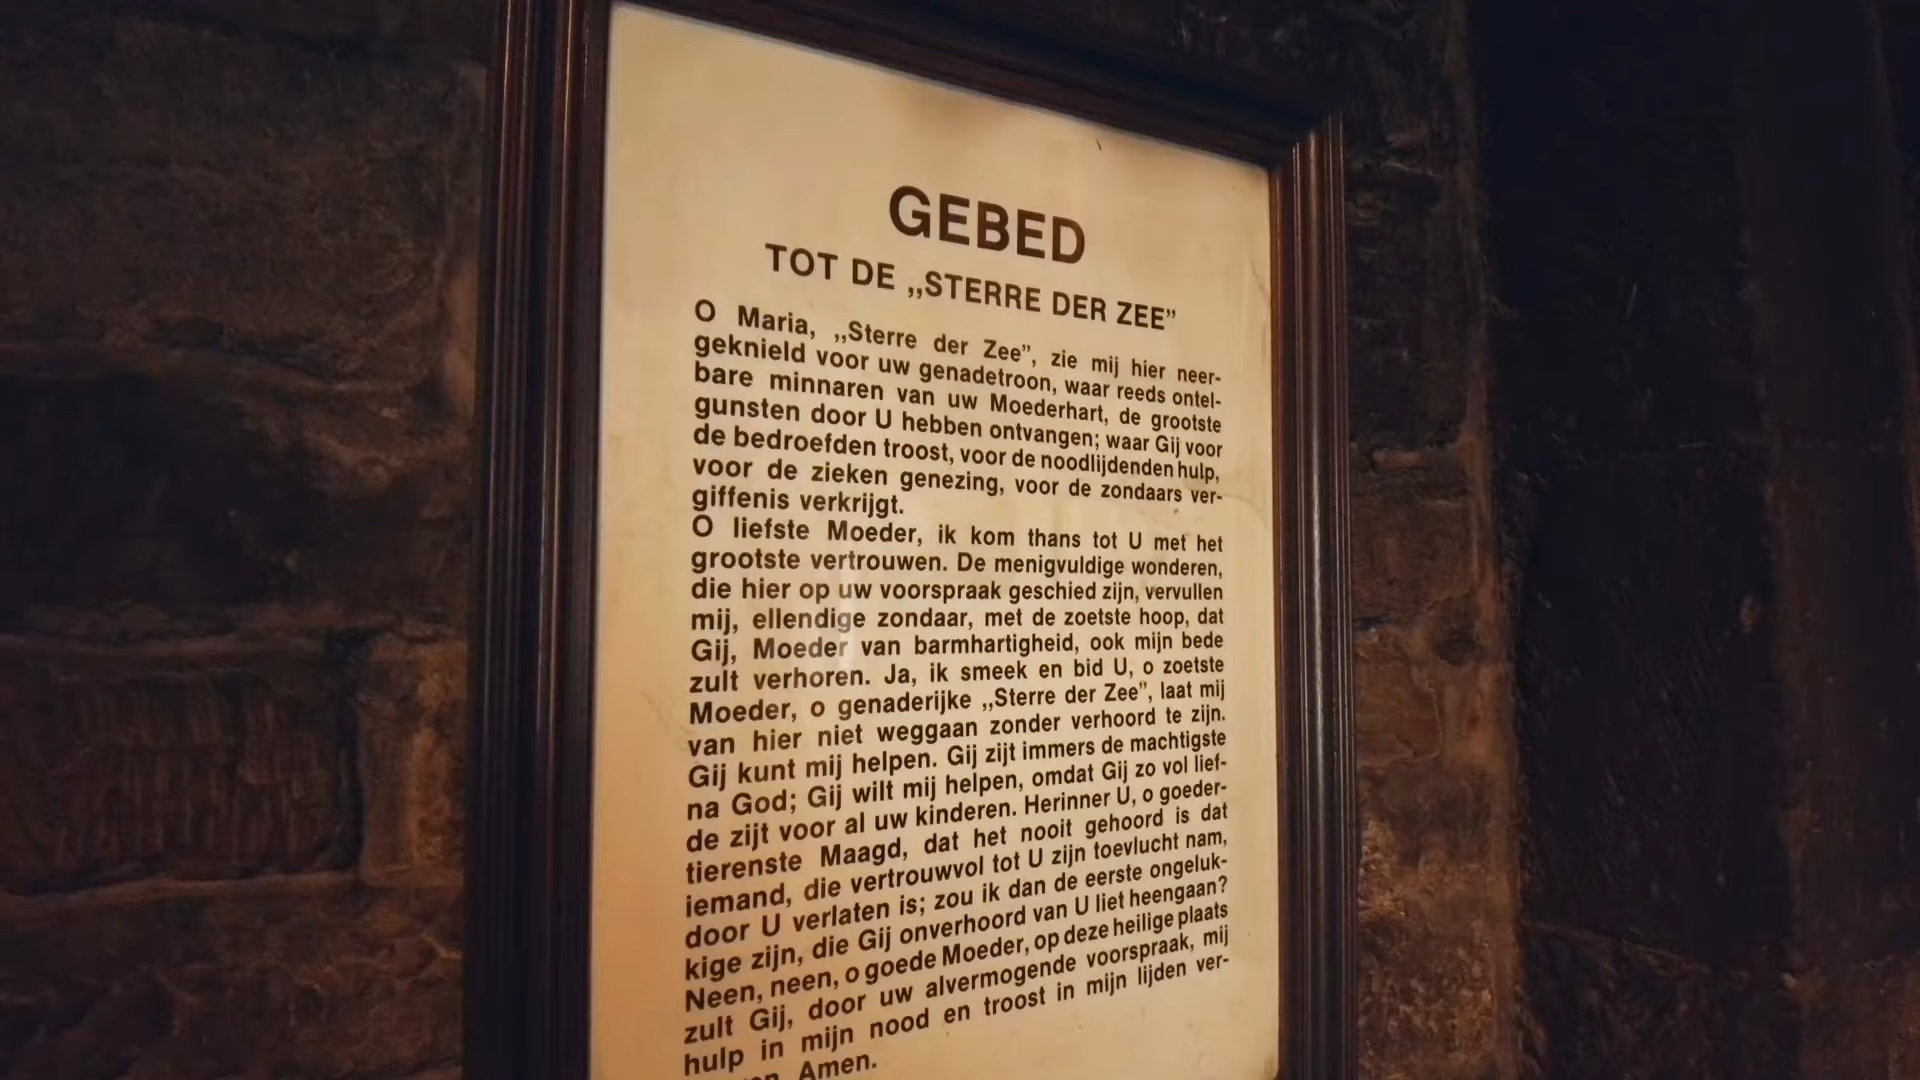 GEBED
TOT DE „STERRE DER ZEE”
O Maria, „Sterre der Zee”, zie mij hier neer-
geknield voor uw genadetroon, waar reeds ontel-
bare minnaren van uw Moederhart, de grootste
gunsten door U hebben ontvangen; waar Gij voor
de bedroefden troost, voor de noodlijdenden hulp,
voor de zieken genezing, voor de zondaars ver-
giffenis verkrijgt.
O liefste Moeder, ik kom thans tot U met het
grootste vertrouwen. De menigvuldige wonderen,
die hier op uw voorspraak geschied zijn, vervullen
mij, ellendige zondaar, met de zoetste hoop, dat
Gij, Moeder van barmhartigheid, ook mijn bede
zult verhoren. Ja, ik smeek en bid U, o zoetste
Moeder, o genaderijke „Sterre der Zee”, laat mij
van hier niet weggaan zonder verhoord te zijn.
Gij kunt mij helpen. Gij zijt immers de machtigste
na God; Gij wilt mij helpen, omdat Gij zo vol lief-
de zijt voor al uw kinderen. Herinner U, o goeder-
tierenste Maagd, dat het nooit gehoord is dat
iemand, die vertrouwvol tot U zijn toevlucht nam,
door U verlaten is; zou ik dan de eerste ongeluk-
kige zijn, die Gij onverhoord van U liet heengaan?
Neen, neen, o goede Moeder, op deze heilige plaats
zult Gij, door uw alvermogende voorspraak, mij
hulp in mijn nood en troost in mijn lijden ver-
Amen.